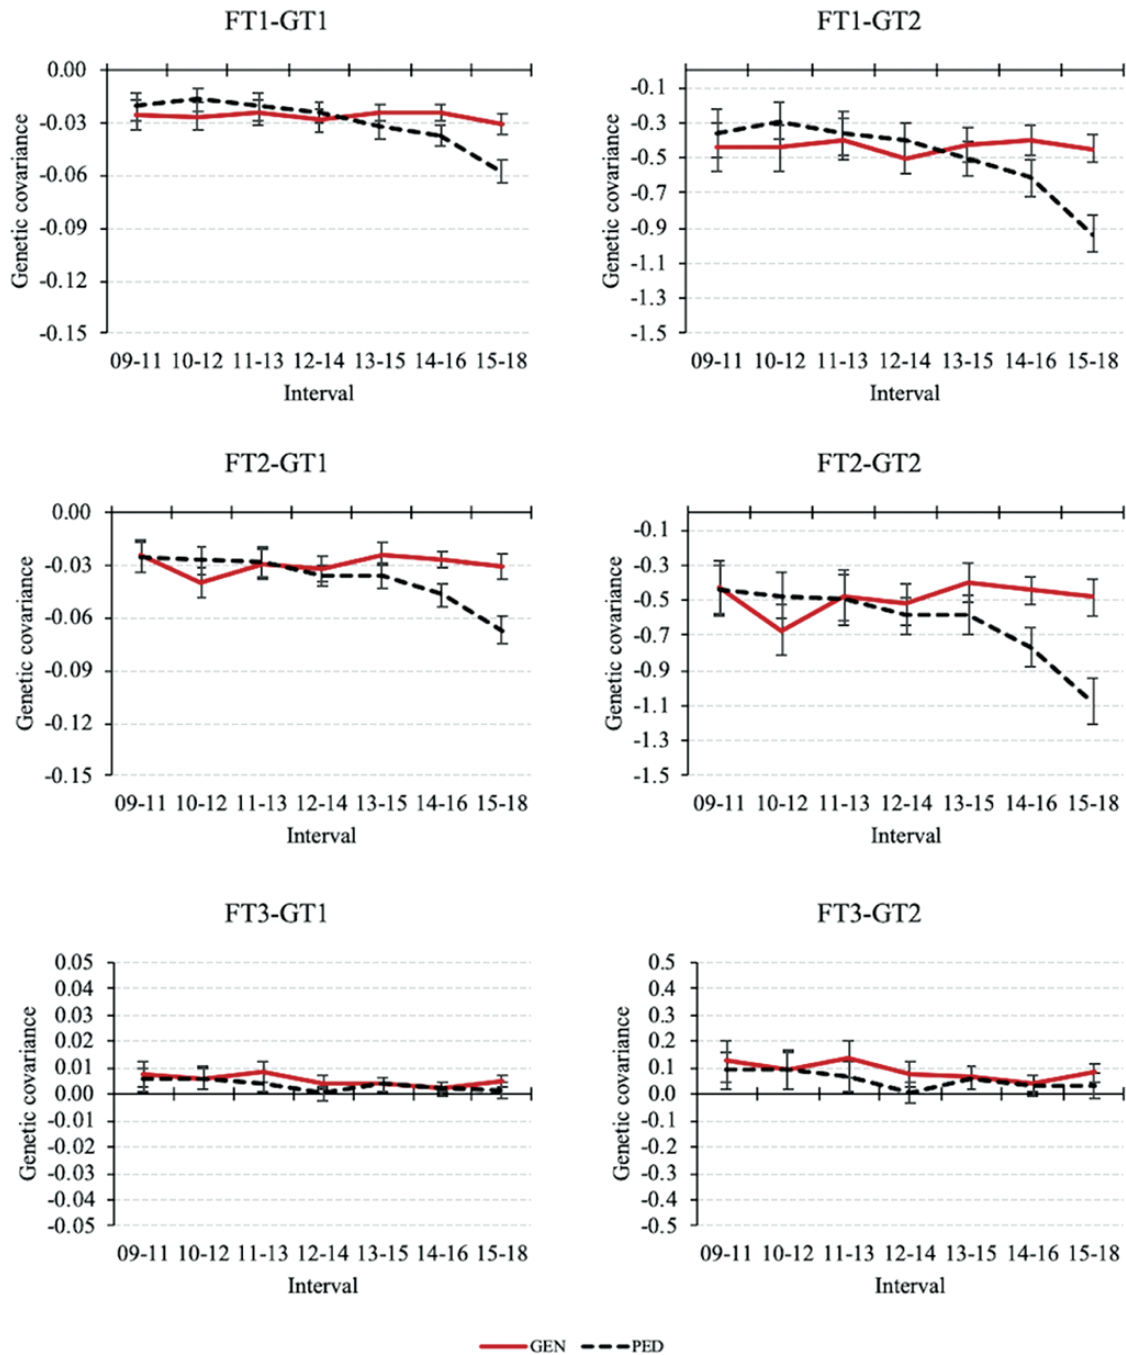 FT1-GT1
Genetic covariance
0.00
-0.03
-0.06
-0.09
-0.12
-0.15
09-11 10-12 11-13 12-14 13-15 14-16 15-18
Interval
FT1-GT2
Genetic covariance
-0.1
-0.3
-0.5
-0.7
-0.9
-1.1
-1.3
-1.5
09-11 10-12 11-13 12-14 13-15 14-16 15-18
Interval
FT2-GT1
Genetic covariance
0.00
-0.03
-0.06
-0.09
-0.12
-0.15
09-11 10-12 11-13 12-14 13-15 14-16 15-18
Interval
FT2-GT2
Genetic covariance
-0.1
-0.3
-0.5
-0.7
-0.9
-1.1
-1.3
-1.5
09-11 10-12 11-13 12-14 13-15 14-16 15-18
Interval
FT3-GT1
Genetic covariance
0.05
0.04
0.03
0.02
0.01
0.00
-0.01
-0.02
-0.03
-0.04
-0.05
09-11 10-12 11-13 12-14 13-15 14-16 15-18
Interval
FT3-GT2
Genetic covariance
0.5
0.4
0.3
0.2
0.1
0.0
-0.1
-0.2
-0.3
-0.4
-0.5
09-11 10-12 11-13 12-14 13-15 14-16 15-18
Interval
GEN PED